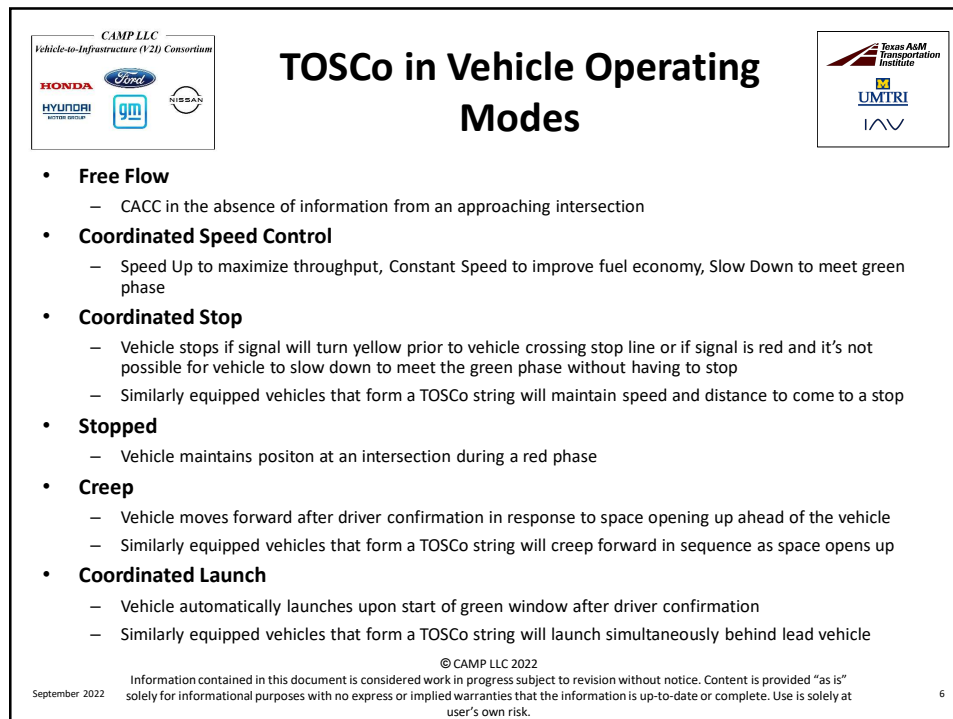 CAMP LLC
Vehicle-to-Infrastructure (V2I) Consortium
HONDA
Ford
HYUNDAI
MOTOR GROUP
gm
NISSAN
TOSCo in Vehicle Operating
Modes
Texas A&M
Transportation
Institute
M
UMTRI
IAV
• Free Flow
– CACC in the absence of information from an approaching intersection
• Coordinated Speed Control
– Speed Up to maximize throughput, Constant Speed to improve fuel economy, Slow Down to meet green
phase
• Coordinated Stop
– Vehicle stops if signal will turn yellow prior to vehicle crossing stop line or if signal is red and it’s not
possible for vehicle to slow down to meet the green phase without having to stop
– Similarly equipped vehicles that form a TOSCo string will maintain speed and distance to come to a stop
• Stopped
– Vehicle maintains positon at an intersection during a red phase
• Creep
– Vehicle moves forward after driver confirmation in response to space opening up ahead of the vehicle
– Similarly equipped vehicles that form a TOSCo string will creep forward in sequence as space opens up
• Coordinated Launch
– Vehicle automatically launches upon start of green window after driver confirmation
– Similarly equipped vehicles that form a TOSCo string will launch simultaneously behind lead vehicle
© CAMP LLC 2022
Information contained in this document is considered work in progress subject to revision without notice. Content is provided “as is”
solely for informational purposes with no express or implied warranties that the information is up-to-date or complete. Use is solely at
user’s own risk.
September 2022
6